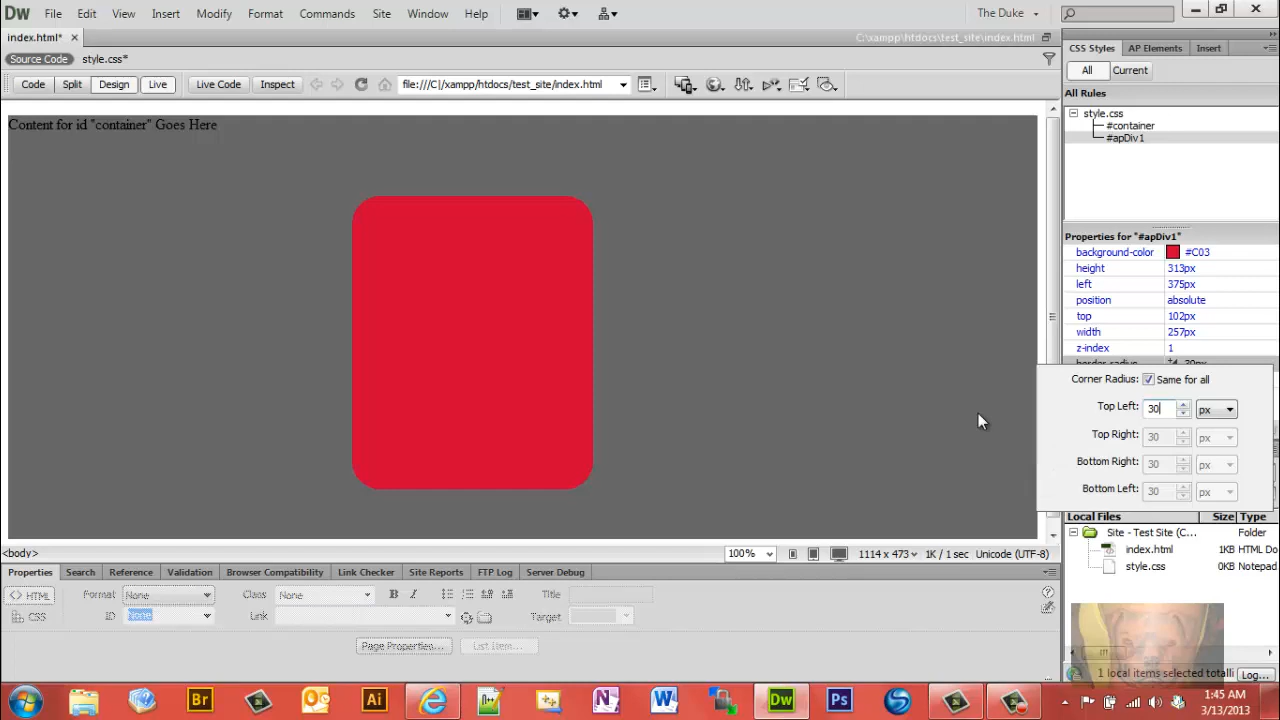 Dw File Edit View Insert Modify Format Commands Site Window Help The Duke
index.html* C:\xampp\htdocs\test_site\index.html
Source Code style.css*
Code Split Design Live Live Code Inspect file:///C|/xampp/htdocs/test_site/index.html
Content for id "container" Goes Here
CSS Styles AP Elements Insert
All Current
All Rules
style.css
#container
#apDiv1
Properties for "#apDiv1"
background-color #C03
height 313px
left 375px
position absolute
top 102px
width 257px
z-index 1
border-radius 30px
Corner Radius: Same for all
Top Left: 30 px
Top Right: 30 px
Bottom Right: 30 px
Bottom Left: 30 px
Local Files Size Type
Site - Test Site (C... Folder
index.html 1KB HTML Do
style.css Notepad
1 local items selected totalli Log...
<body> 100% 1114 x 473 1K / 1 sec Unicode (UTF-8)
Properties Search Reference Validation Browser Compatibility Link Checker Site Reports FTP Log Server Debug
<> HTML Format None Class None B I Title
CSS ID None Link Target
Page Properties... List Item...
Br Ai N W Dw Ps
1:45 AM
3/13/2013